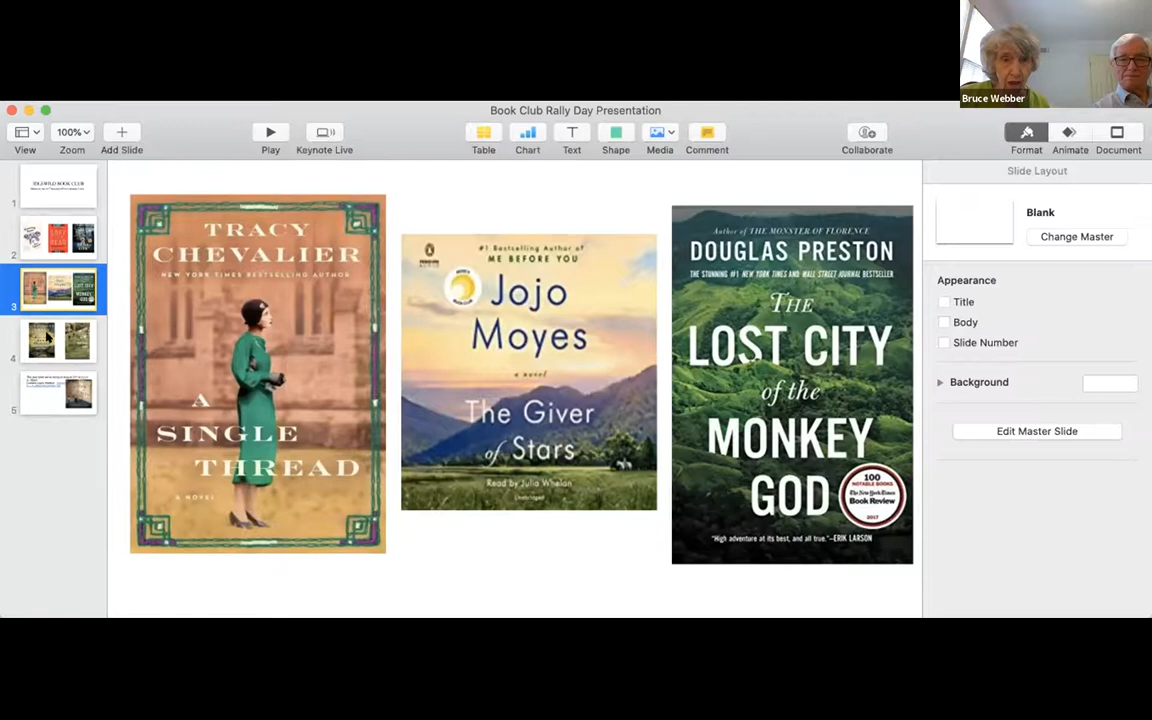 Bruce Webber
Book Club Rally Day Presentation
100%
View
Zoom
Add Slide
Play
Keynote Live
Table
Chart
Text
Shape
Media
Comment
Collaborate
Format
Animate
Document
1
2
3
4
5
IDLEWILD BOOK CLUB
TRACY
CHEVALIER
NEW YORK TIMES BESTSELLING AUTHOR
A
SINGLE
THREAD
A NOVEL
PENGUIN
AUDIO
#1 Bestselling Author of
ME BEFORE YOU
Jojo
Moyes
a novel
The Giver
of Stars
Read by Julia Whelan
Unabridged
Author of THE MONSTER OF FLORENCE
DOUGLAS PRESTON
THE STUNNING #1 NEW YORK TIMES AND WALL STREET JOURNAL BESTSELLER
THE
LOST CITY
of the
MONKEY
GOD
100
NOTABLE BOOKS
The New York Times
Book Review
2017
"High adventure at its best, and all true."—ERIK LARSON
Slide Layout
Blank
Change Master
Appearance
Title
Body
Slide Number
Background
Edit Master Slide